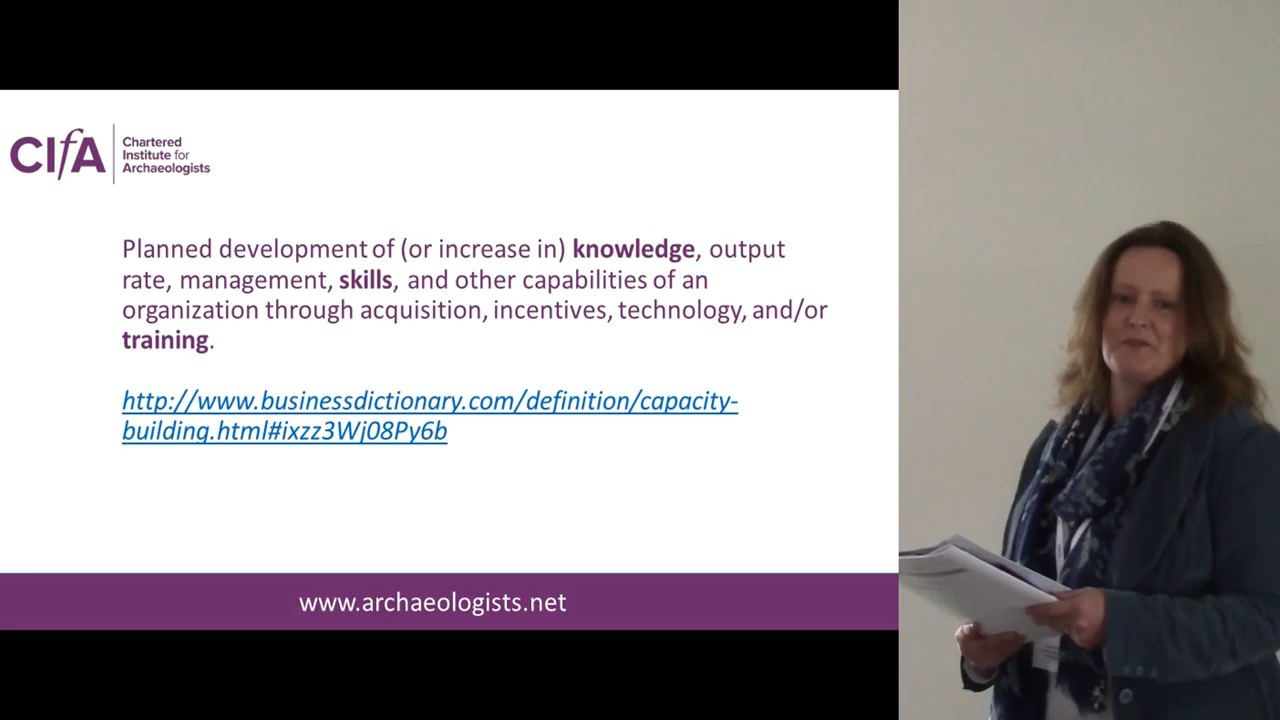 CIfA
Chartered
Institute for
Archaeologists
Planned development of (or increase in) knowledge, output
rate, management, skills, and other capabilities of an
organization through acquisition, incentives, technology, and/or
training.
http://www.businessdictionary.com/definition/capacity-
building.html#ixzz3Wj08Py6b
www.archaeologists.net